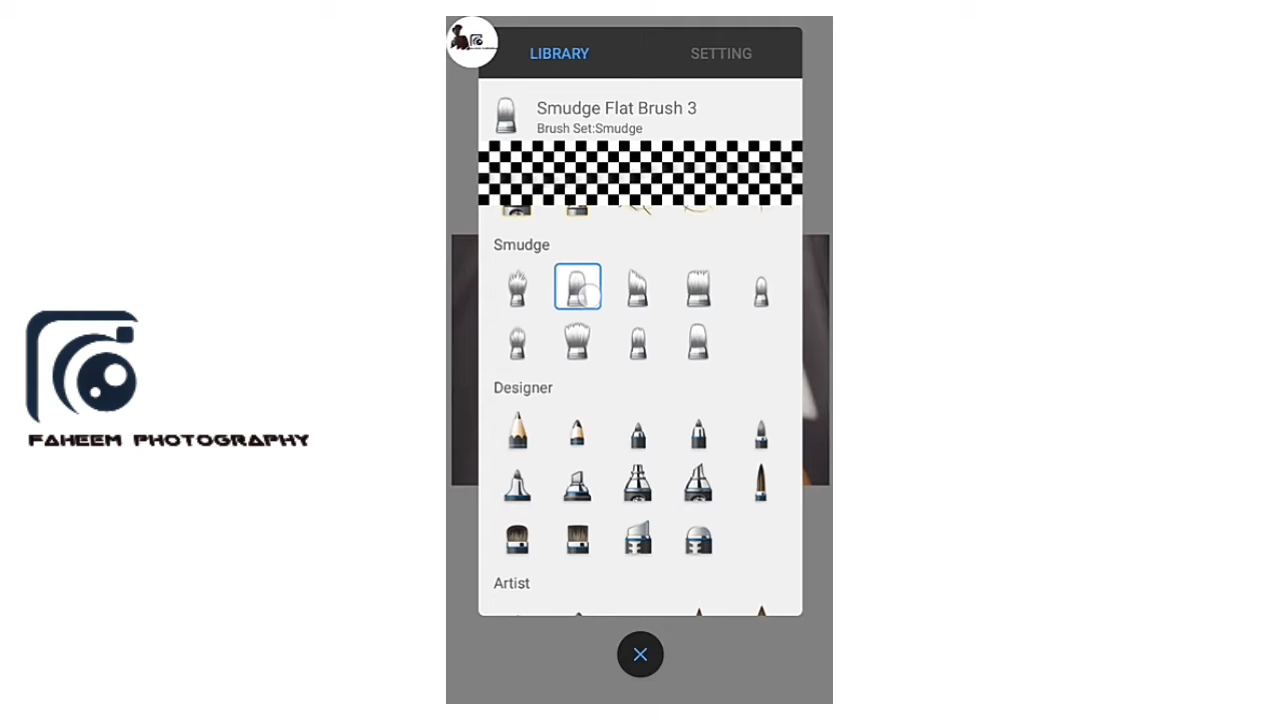 LIBRARY
SETTING
Smudge Flat Brush 3
Brush Set:Smudge
Smudge
Designer
Artist
FAHEEM PHOTOGRAPHY